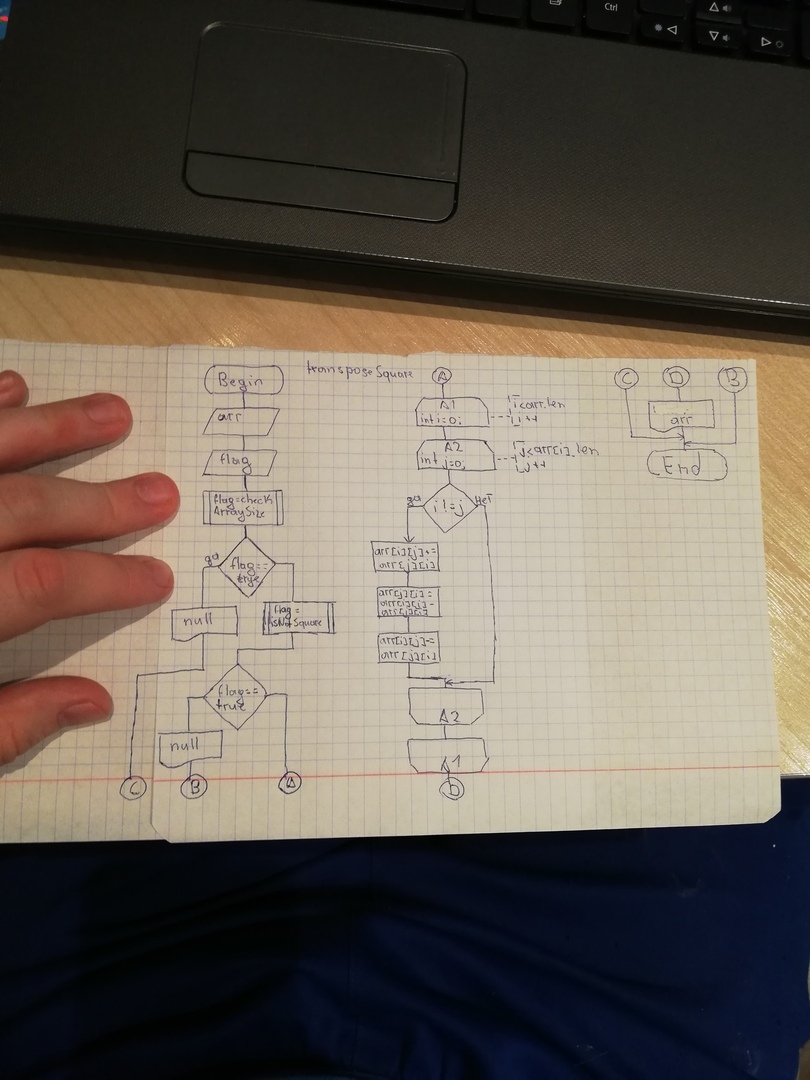 Ctrl
transposeSquare
Begin
arr
flag
flag=check
ArraySize
flag==
true
да
null
flag =
isNotSquare
flag==
true
null
C
B
A
A
A1
int i=0;
i<arr.len
i++
A2
int j=0;
j<arr[i].len
j++
i!=j
да
нет
arr[i][j]+=
arr[j][i]
arr[j][i]=
arr[i][j]-
arr[j][i]
arr[i][j]-=
arr[j][i]
A2
A1
D
C
D
B
arr
End